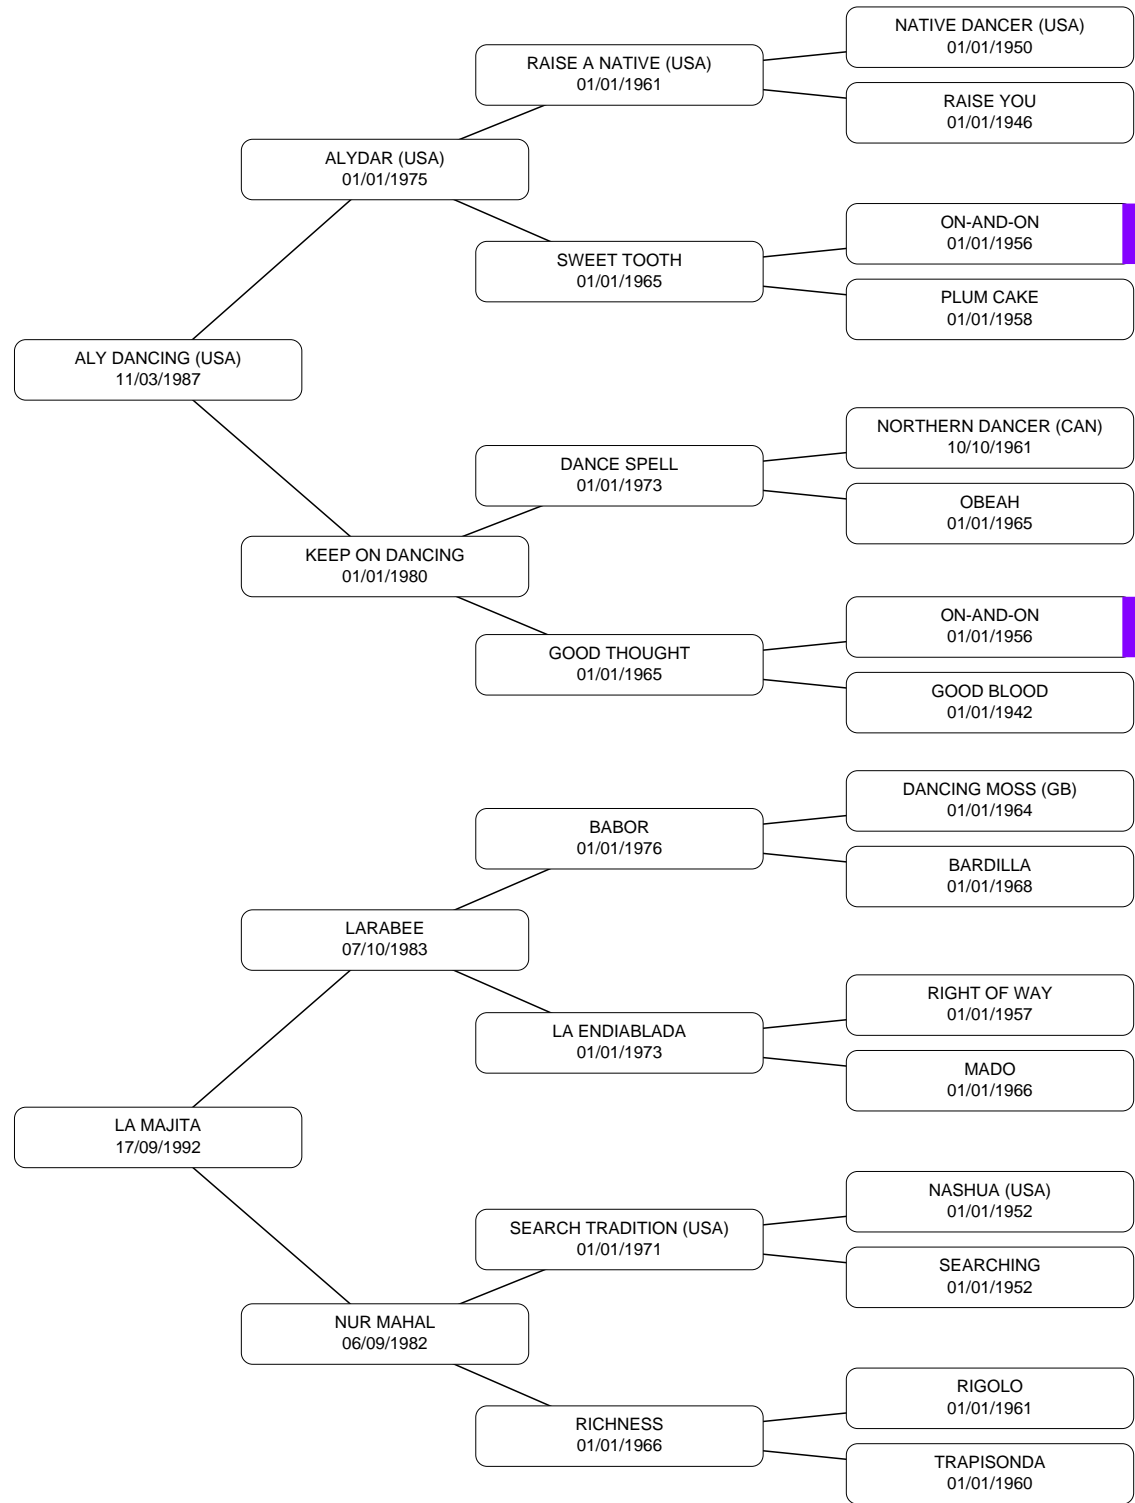 NATIVE DANCER (USA)
01/01/1950
RAISE A NATIVE (USA)
01/01/1961
RAISE YOU
01/01/1946
ALYDAR (USA)
01/01/1975
ON-AND-ON
01/01/1956
SWEET TOOTH
01/01/1965
PLUM CAKE
01/01/1958
ALY DANCING (USA)
11/03/1987
NORTHERN DANCER (CAN)
10/10/1961
DANCE SPELL
01/01/1973
OBEAH
01/01/1965
KEEP ON DANCING
01/01/1980
ON-AND-ON
01/01/1956
GOOD THOUGHT
01/01/1965
GOOD BLOOD
01/01/1942
DANCING MOSS (GB)
01/01/1964
BABOR
01/01/1976
BARDILLA
01/01/1968
LARABEE
07/10/1983
RIGHT OF WAY
01/01/1957
LA ENDIABLADA
01/01/1973
MADO
01/01/1966
LA MAJITA
17/09/1992
NASHUA (USA)
01/01/1952
SEARCH TRADITION (USA)
01/01/1971
SEARCHING
01/01/1952
NUR MAHAL
06/09/1982
RIGOLO
01/01/1961
RICHNESS
01/01/1966
TRAPISONDA
01/01/1960